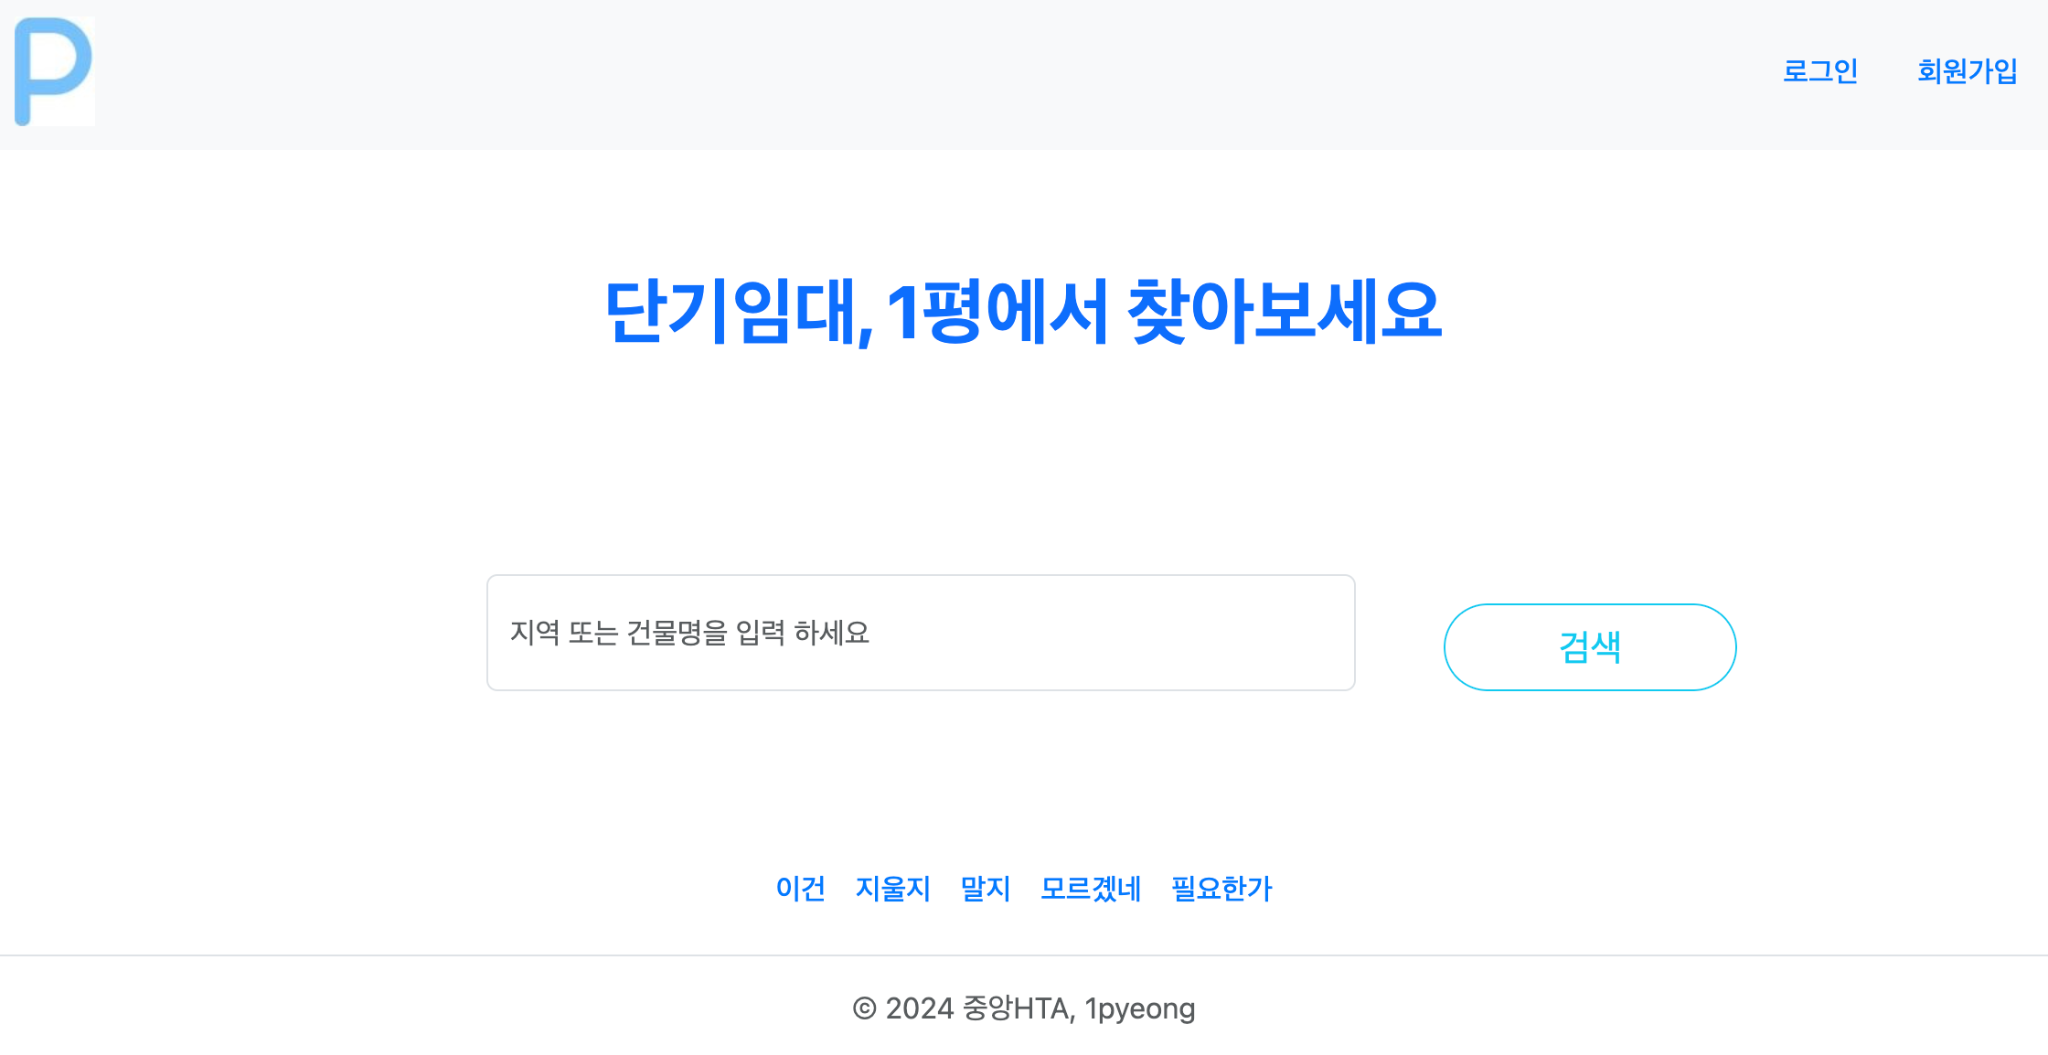 P
로그인 회원가입
단기임대, 1평에서 찾아보세요
지역 또는 건물명을 입력 하세요
검색
이건 지울지 말지 모르곘네 필요한가
© 2024 중앙HTA, 1pyeong